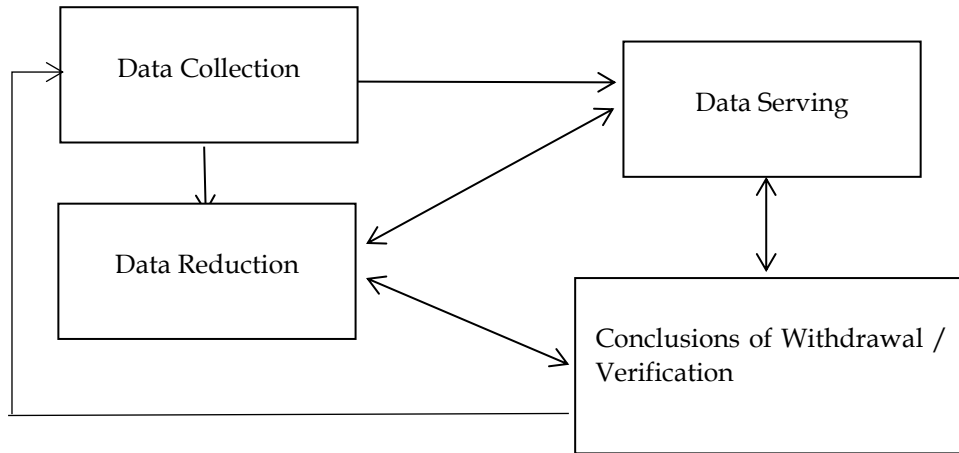 Data Collection
Data Serving
Data Reduction
Conclusions of Withdrawal /
Verification